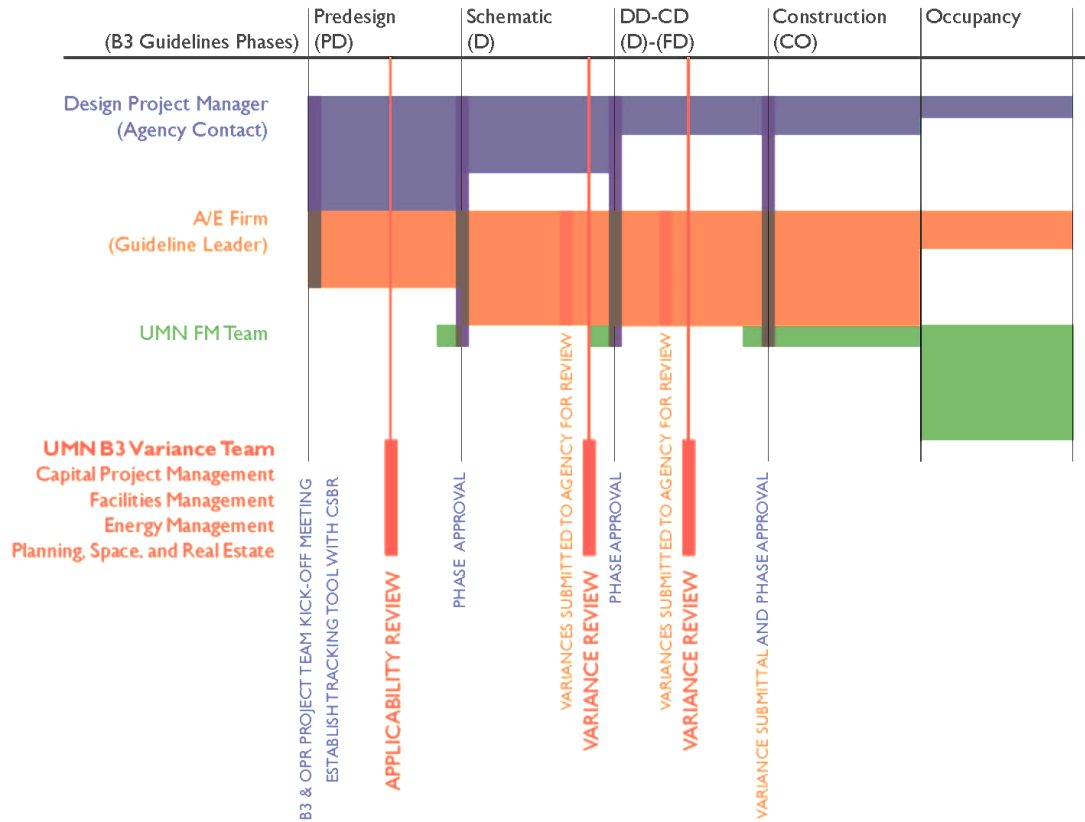 Predesign
Schematic
DD-CD
Construction
Occupancy
(B3 Guidelines Phases)
(PD)
(D)
(D)-(FD)
(CO)
Design Project Manager
(Agency Contact)
A/E Firm
(Guideline Leader)
UMN FM Team
UMN B3 Variance Team
Capital Project Management
Facilities Management
Energy Management
Planning, Space, and Real Estate
B3 & OPR PROJECT TEAM KICK-OFF MEETING
ESTABLISH TRACKING TOOL WITH CSBR
APPLICABILITY REVIEW
PHASE APPROVAL
VARIANCES SUBMITTED TO AGENCY FOR REVIEW
VARIANCE REVIEW
PHASE APPROVAL
VARIANCES SUBMITTED TO AGENCY FOR REVIEW
VARIANCE REVIEW
VARIANCE SUBMITTAL AND PHASE APPROVAL